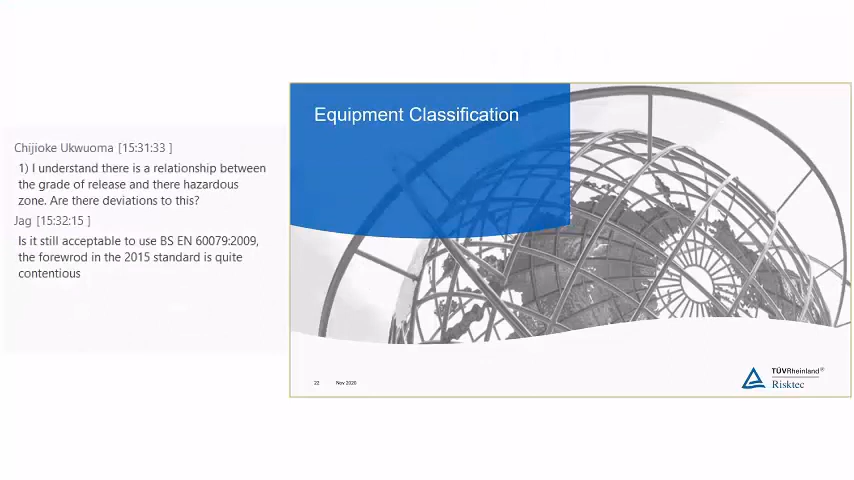 Chijioke Ukwuoma [15:31:33 ]
1) I understand there is a relationship between
the grade of release and there hazardous
zone. Are there deviations to this?
Jag [15:32:15 ]
Is it still acceptable to use BS EN 60079:2009,
the forewrod in the 2015 standard is quite
contentious
Equipment Classification
22 Nov 2020
TÜVRheinland®
Risktec